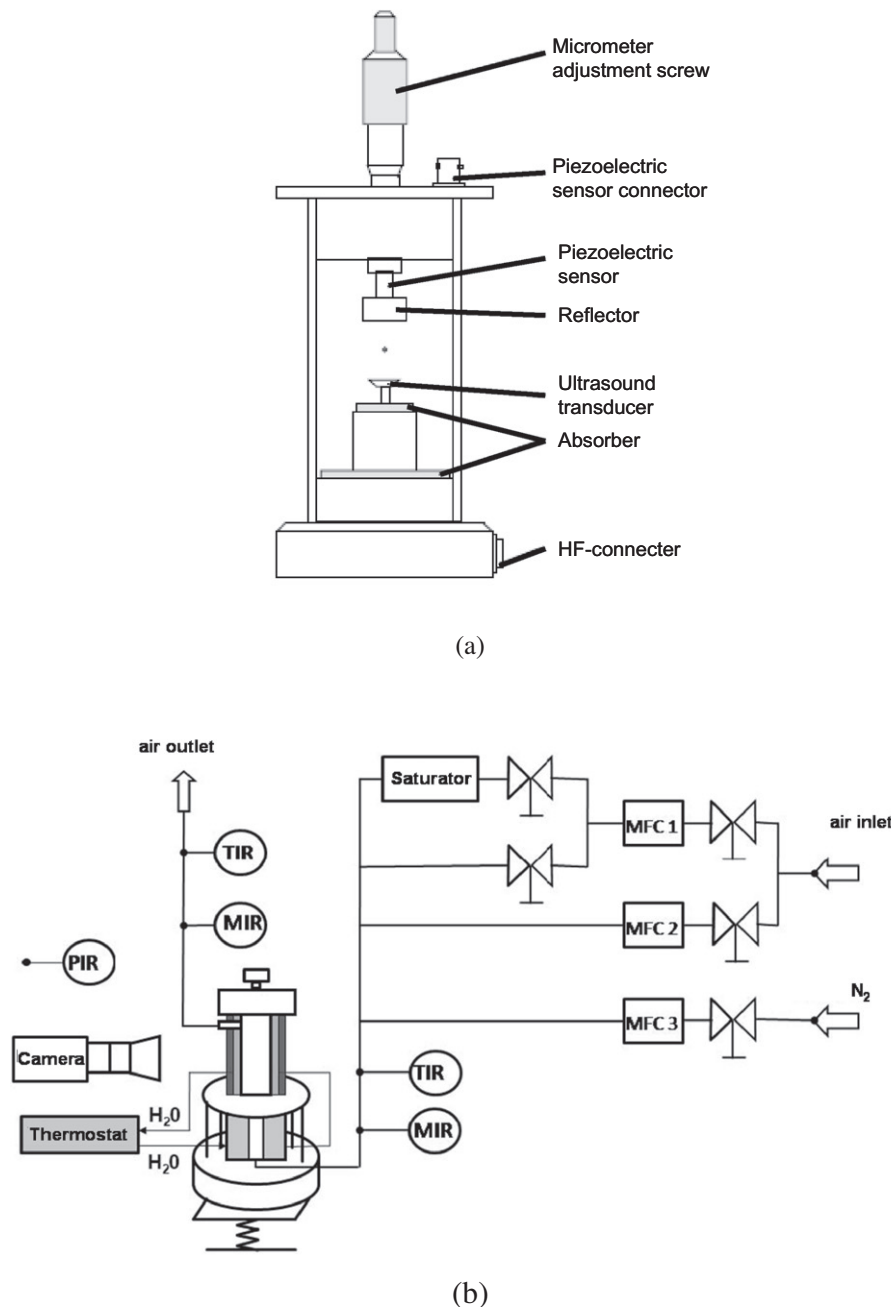 Micrometer
adjustment screw
Piezoelectric
sensor connector
Piezoelectric
sensor
Reflector
Ultrasound
transducer
Absorber
HF-connecter
(a)
air outlet
Saturator
MFC 1
air inlet
TIR
MIR
MFC 2
PIR
N2
MFC 3
Camera
TIR
H20
Thermostat
MIR
H20
(b)